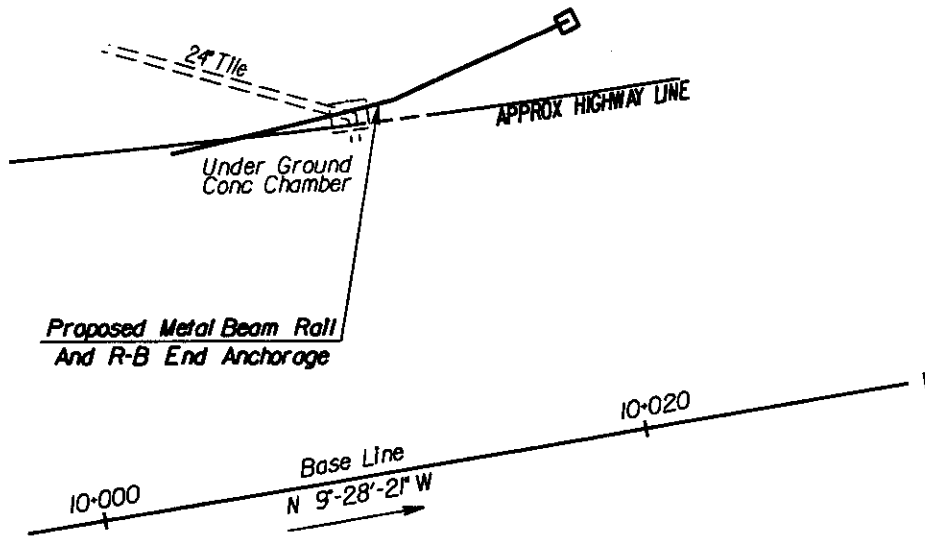 24" Tile
APPROX HIGHWAY LINE
Under Ground
Conc Chamber
Proposed Metal Beam Rail
And R-B End Anchorage
10+020
Base Line
10+000
N 9°-28'-21" W